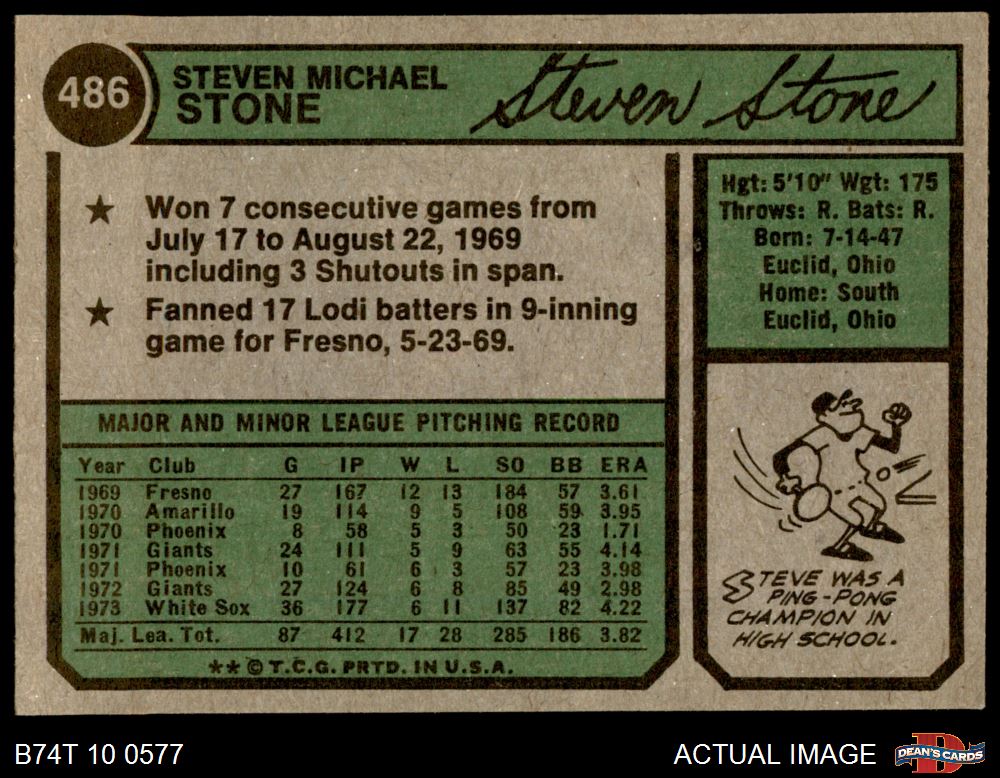 486
STEVEN MICHAEL
STONE
Steven Stone
★ Won 7 consecutive games from
July 17 to August 22, 1969
including 3 Shutouts in span.
★ Fanned 17 Lodi batters in 9-inning
game for Fresno, 5-23-69.
Hgt: 5'10" Wgt: 175
Throws: R. Bats: R.
Born: 7-14-47
Euclid, Ohio
Home: South
Euclid, Ohio
MAJOR AND MINOR LEAGUE PITCHING RECORD
Year Club G IP W L SO BB ERA
1969 Fresno 27 167 12 13 184 57 3.61
1970 Amarillo 19 114 9 5 108 59 3.95
1970 Phoenix 8 58 5 3 50 23 1.71
1971 Giants 24 111 5 9 63 55 4.14
1971 Phoenix 10 61 6 3 57 23 3.98
1972 Giants 27 124 6 8 85 49 2.98
1973 White Sox 36 177 6 11 137 82 4.22
Maj. Lea. Tot. 87 412 17 28 285 186 3.82
**© T.C.G. PRTD. IN U.S.A.
STEVE WAS A
PING-PONG
CHAMPION IN
HIGH SCHOOL.
B74T 10 0577
ACTUAL IMAGE
DEAN'S CARDS